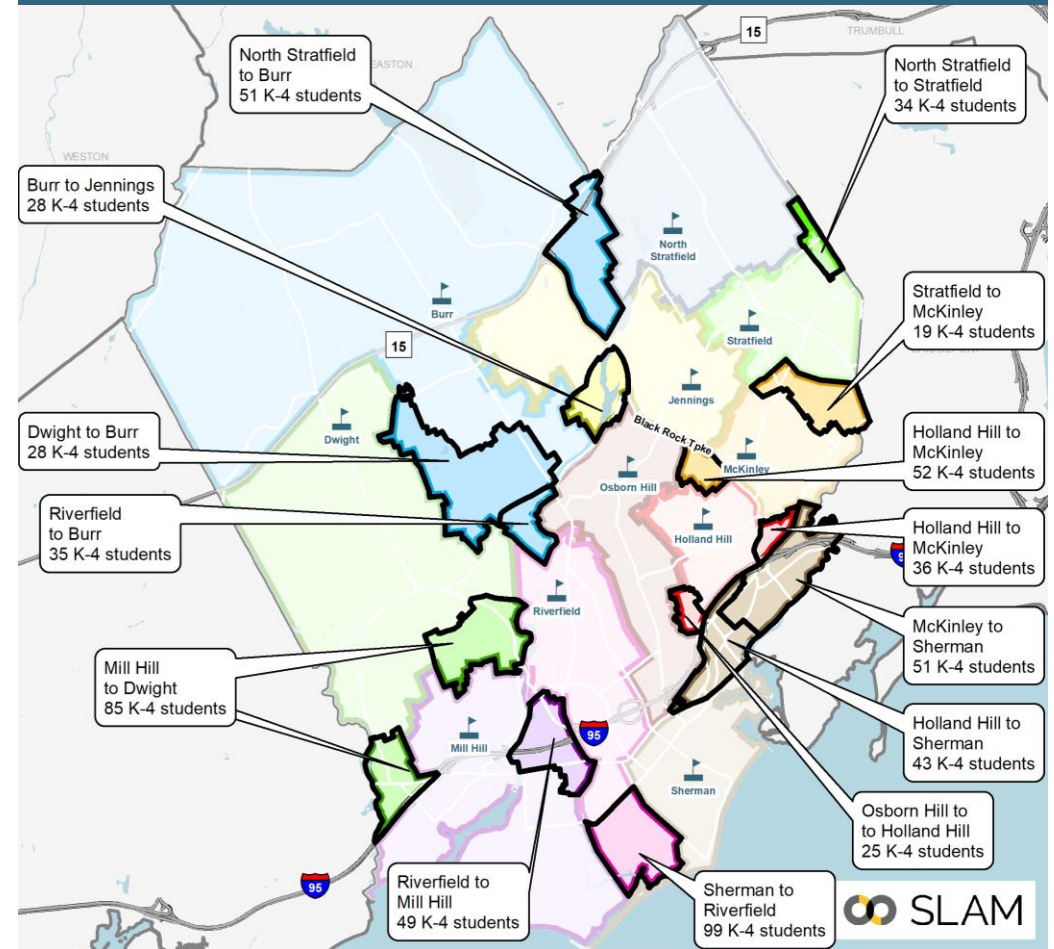 15
TRUMBULL
EASTON
WESTON
North Stratfield
to Burr
51 K-4 students
North Stratfield
to Stratfield
34 K-4 students
Burr to Jennings
28 K-4 students
North
Stratfield
Burr
15
Stratfield
Stratfield to
McKinley
19 K-4 students
Jennings
Dwight
Black Rock Tpke
McKinley
Dwight to Burr
28 K-4 students
Osborn Hill
Holland Hill to
McKinley
52 K-4 students
Riverfield
to Burr
35 K-4 students
Holland Hill
Holland Hill to
McKinley
36 K-4 students
Riverfield
McKinley to
Sherman
51 K-4 students
Mill Hill
to Dwight
85 K-4 students
Holland Hill to
Sherman
43 K-4 students
Mill Hill
95
Sherman
Osborn Hill to
to Holland Hill
25 K-4 students
95
Riverfield to
Mill Hill
49 K-4 students
Sherman to
Riverfield
99 K-4 students
SLAM